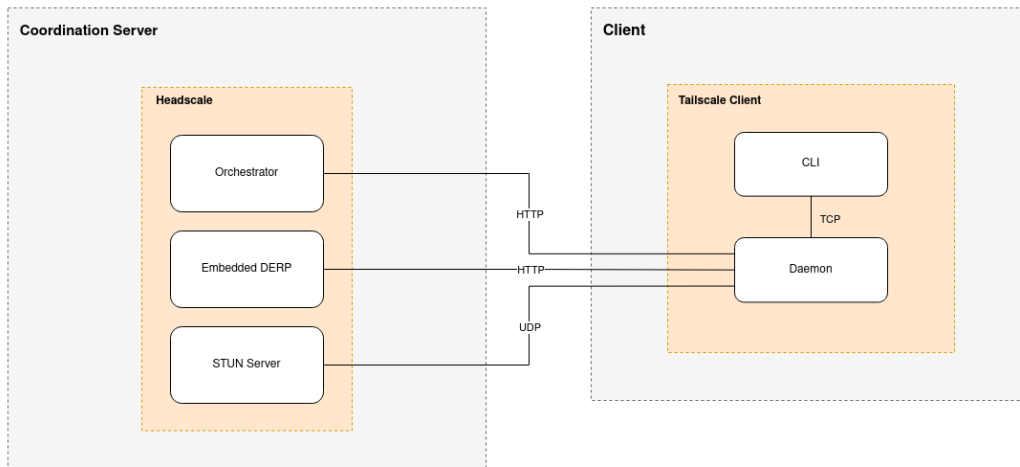 Coordination Server
Client
Headscale
Tailscale Client
Orchestrator
CLI
HTTP
TCP
Embedded DERP
HTTP
Daemon
UDP
STUN Server